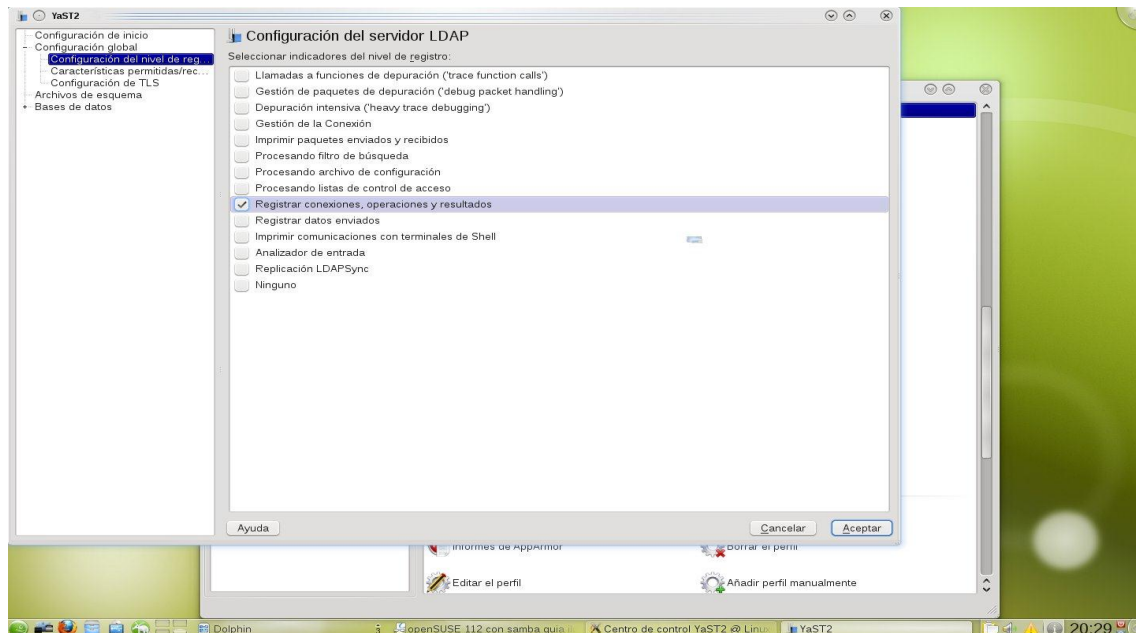 YaST2
Configuración de inicio
Configuración global
Configuración del nivel de reg...
Características permitidas/rec...
Configuración de TLS
Archivos de esquema
Bases de datos
Configuración del servidor LDAP
Seleccionar indicadores del nivel de registro:
Llamadas a funciones de depuración ('trace function calls')
Gestión de paquetes de depuración ('debug packet handling')
Depuración intensiva ('heavy trace debugging')
Gestión de la Conexión
Imprimir paquetes enviados y recibidos
Procesando filtro de búsqueda
Procesando archivo de configuración
Procesando listas de control de acceso
Registrar conexiones, operaciones y resultados
Registrar datos enviados
Imprimir comunicaciones con terminales de Shell
Analizador de entrada
Replicación LDAPSync
Ninguno
Ayuda
Cancelar
Aceptar
Informes de AppArmor
Borrar el perfil
Editar el perfil
Añadir perfil manualmente
Dolphin
openSUSE 112 con samba guia
Centro de control YaST2 @ Linu
YaST2
20:29